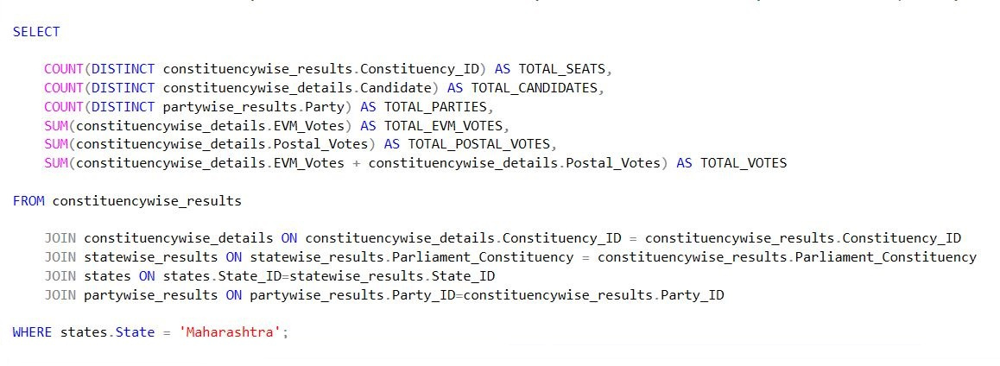 SELECT
COUNT(DISTINCT constituencywise_results.Constituency_ID) AS TOTAL_SEATS,
COUNT(DISTINCT constituencywise_details.Candidate) AS TOTAL_CANDIDATES,
COUNT(DISTINCT partywise_results.Party) AS TOTAL_PARTIES,
SUM(constituencywise_details.EVM_Votes) AS TOTAL_EVM_VOTES,
SUM(constituencywise_details.Postal_Votes) AS TOTAL_POSTAL_VOTES,
SUM(constituencywise_details.EVM_Votes + constituencywise_details.Postal_Votes) AS TOTAL_VOTES
FROM constituencywise_results
JOIN constituencywise_details ON constituencywise_details.Constituency_ID = constituencywise_results.Constituency_ID
JOIN statewise_results ON statewise_results.Parliament_Constituency = constituencywise_results.Parliament_Constituency
JOIN states ON states.State_ID=statewise_results.State_ID
JOIN partywise_results ON partywise_results.Party_ID=constituencywise_results.Party_ID
WHERE states.State = 'Maharashtra';